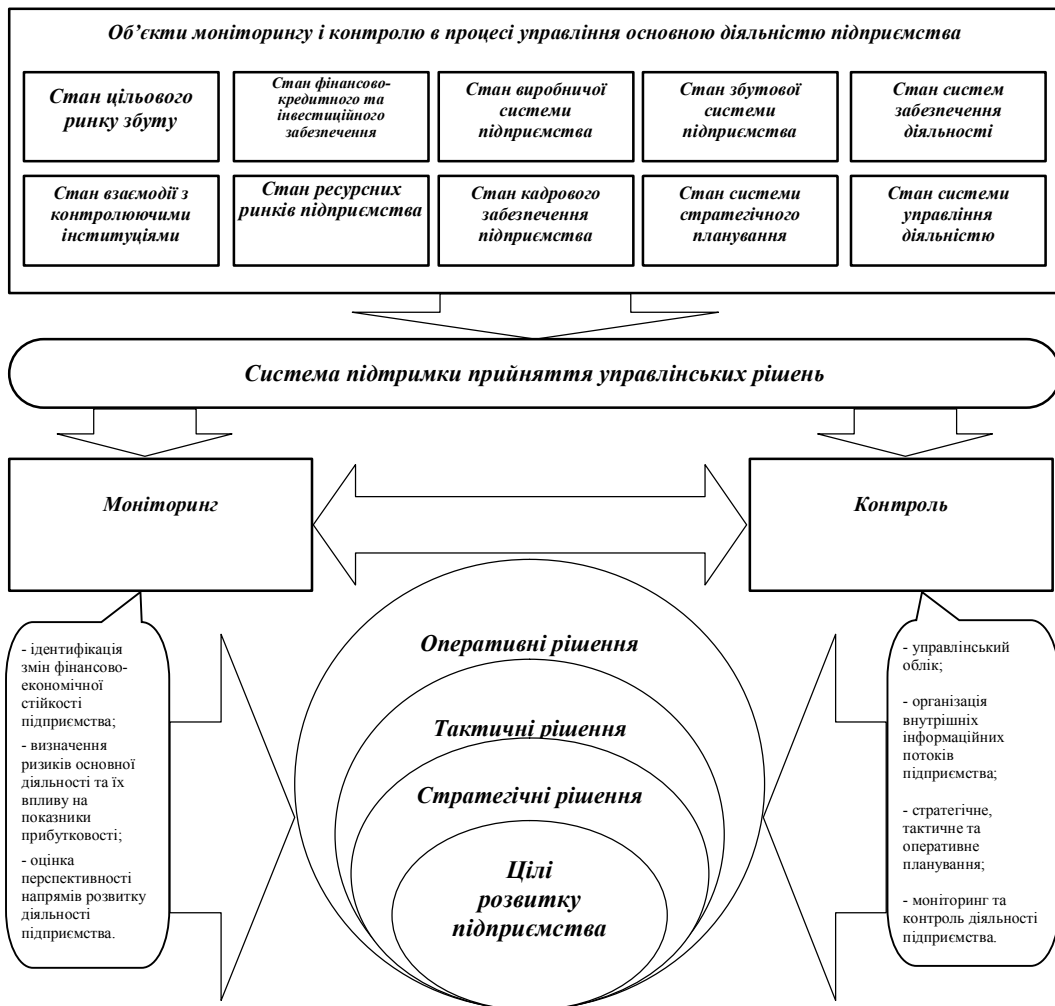 Об’єкти моніторингу і контролю в процесі управління основною діяльністю підприємства
Стан цільового
ринку збуту
Стан фінансово-
кредитного та
інвестиційного
забезпечення
Стан виробничої
системи
підприємства
Стан збутової
системи
підприємства
Стан систем
забезпечення
діяльності
Стан взаємодії з
контролюючими
інституціями
Стан ресурсних
ринків підприємства
Стан кадрового
забезпечення
підприємства
Стан системи
стратегічного
планування
Стан системи
управління
діяльністю
Система підтримки прийняття управлінських рішень
Моніторинг
Контроль
- ідентифікація
змін фінансово-
економічної
стійкості
підприємства;
- визначення
ризиків основної
діяльності та їх
впливу на
показники
прибутковості;
- оцінка
перспективності
напрямів розвитку
діяльності
підприємства.
Оперативні рішення
Тактичні рішення
Стратегічні рішення
Цілі
розвитку
підприємства
- управлінський
облік;
- організація
внутрішніх
інформаційних
потоків
підприємства;
- стратегічне,
тактичне та
оперативне
планування;
- моніторинг та
контроль діяльності
підприємства.